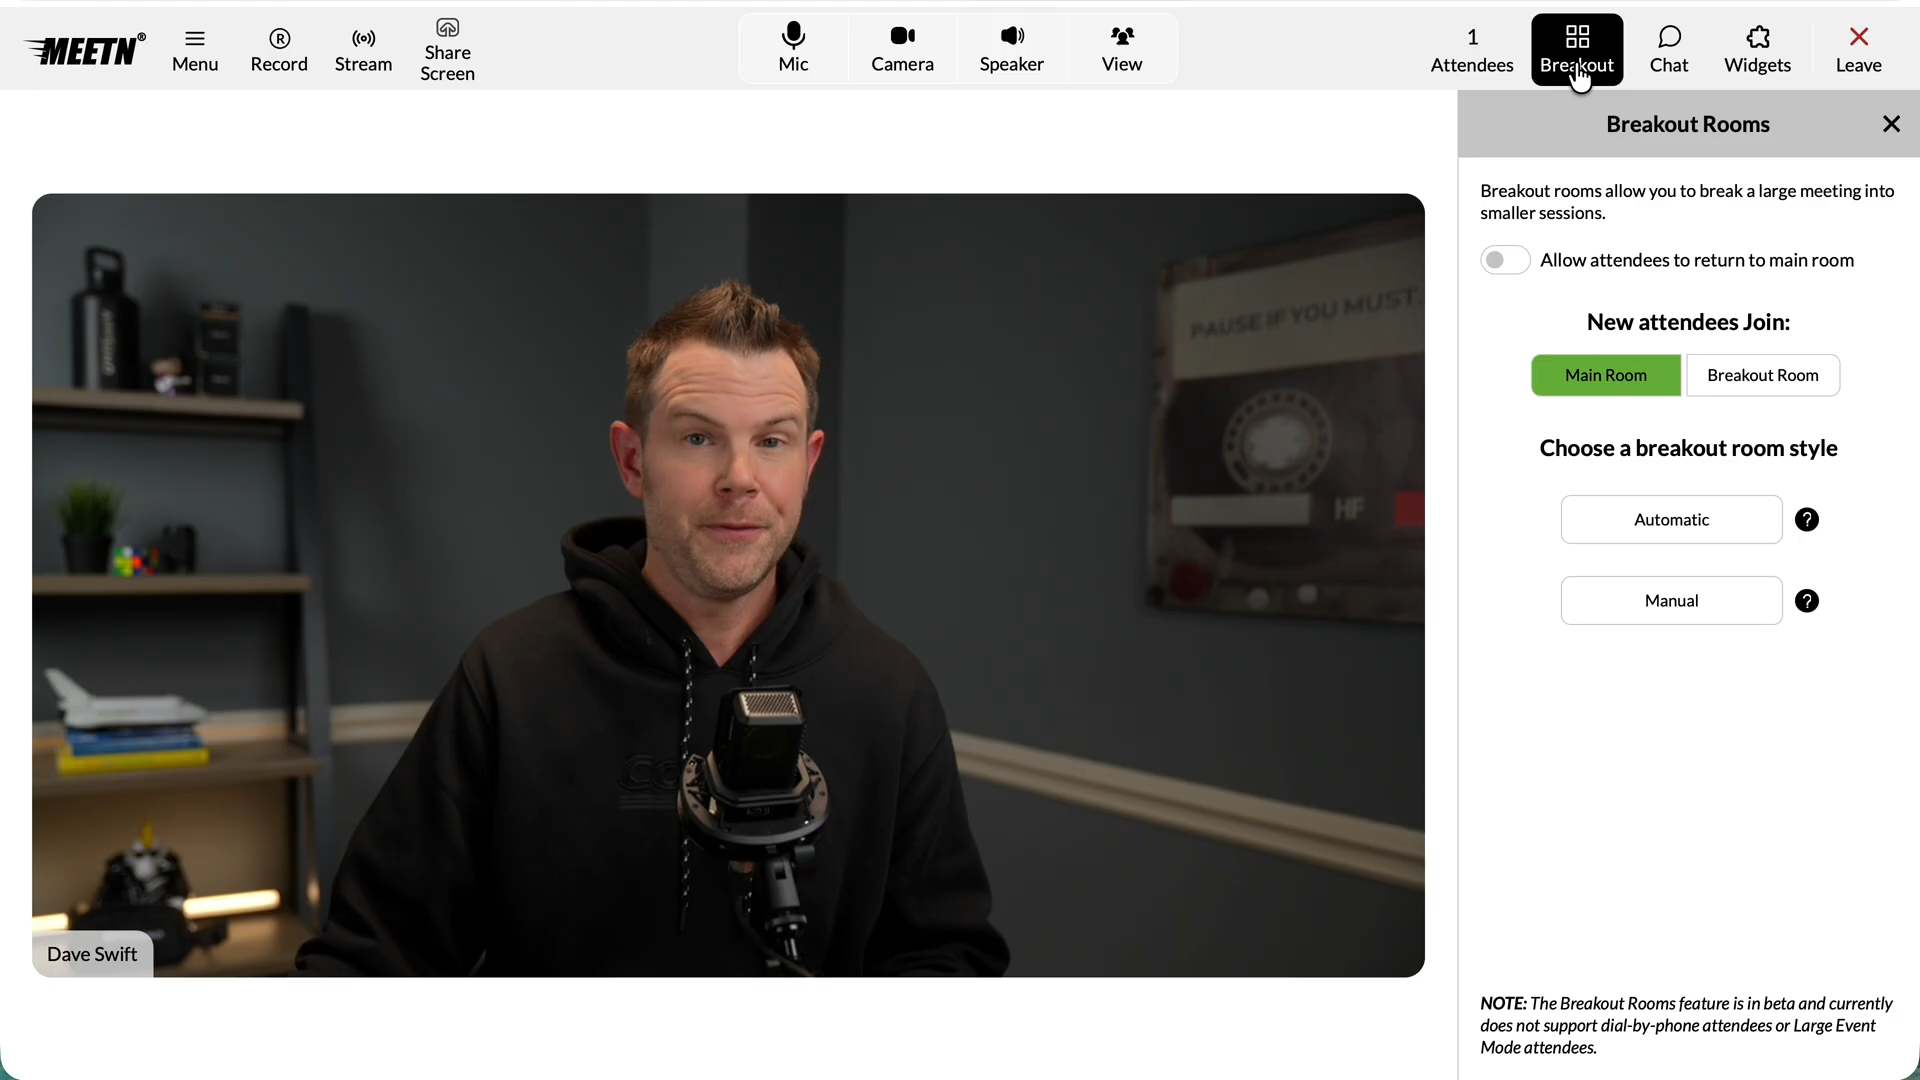 MEETN®
Menu
Record
Stream
Share
Screen
Mic
Camera
Speaker
View
1
Attendees
Breakout
Chat
Widgets
Leave
Breakout Rooms
Breakout rooms allow you to break a large meeting into
smaller sessions.
Allow attendees to return to main room
New attendees Join:
Main Room
Breakout Room
Choose a breakout room style
Automatic
?
Manual
?
PAUSE IF YOU MUST
HF
Dave Swift
NOTE: The Breakout Rooms feature is in beta and currently
does not support dial-by-phone attendees or Large Event
Mode attendees.